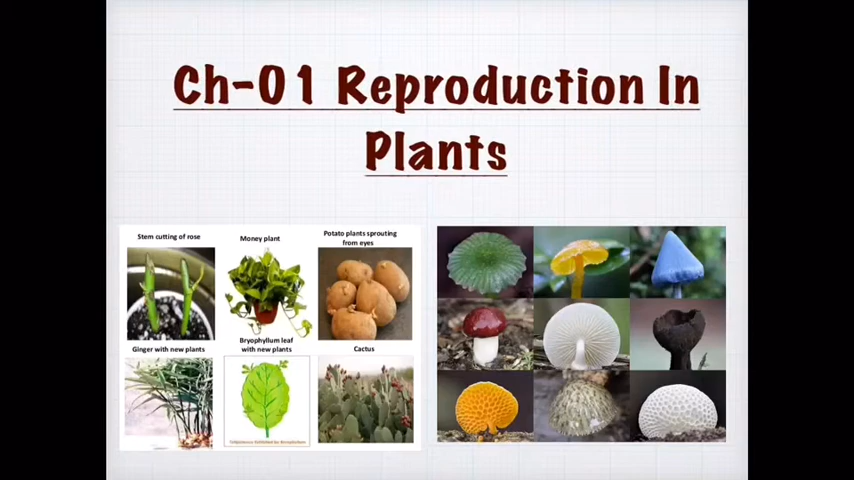 Ch-01 Reproduction In
Plants
Stem cutting of rose
Money plant
Potato plants sprouting
from eyes
Ginger with new plants
Bryophyllum leaf
with new plants
Cactus